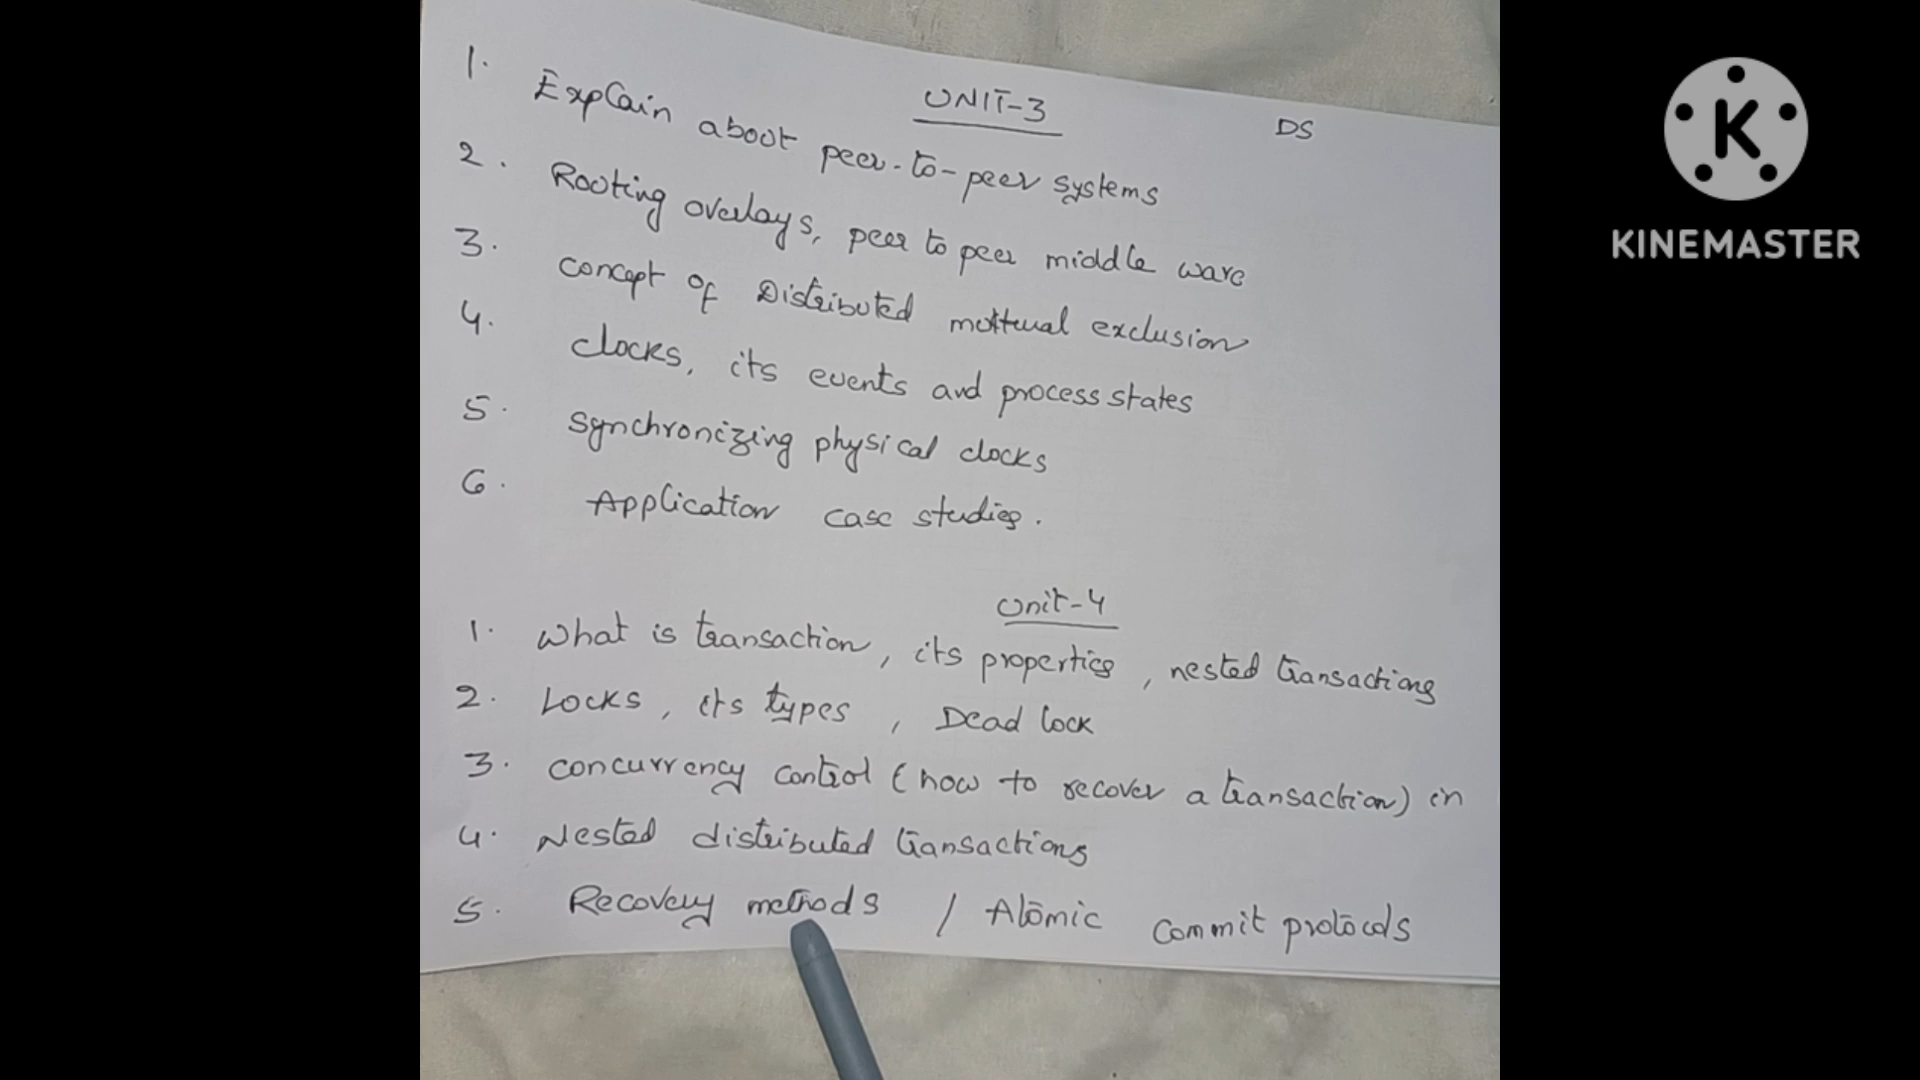 UNIT-3
DS
1. Explain about peer-to-peer systems
2. Rooting overlays, peer to peer middle ware
3. concept of Distributed muttual exclusion
4. clocks, its events and process states
5. synchronizing physical clocks
6. Application case studies.
Unit-4
1. what is transaction, its properties, nested transactions
2. Locks, its types, Dead lock
3. concurrency control (how to recover a transaction) in
4. Nested distributed transactions
5. Recovery methods / Atomic commit protocols
K
KINEMASTER